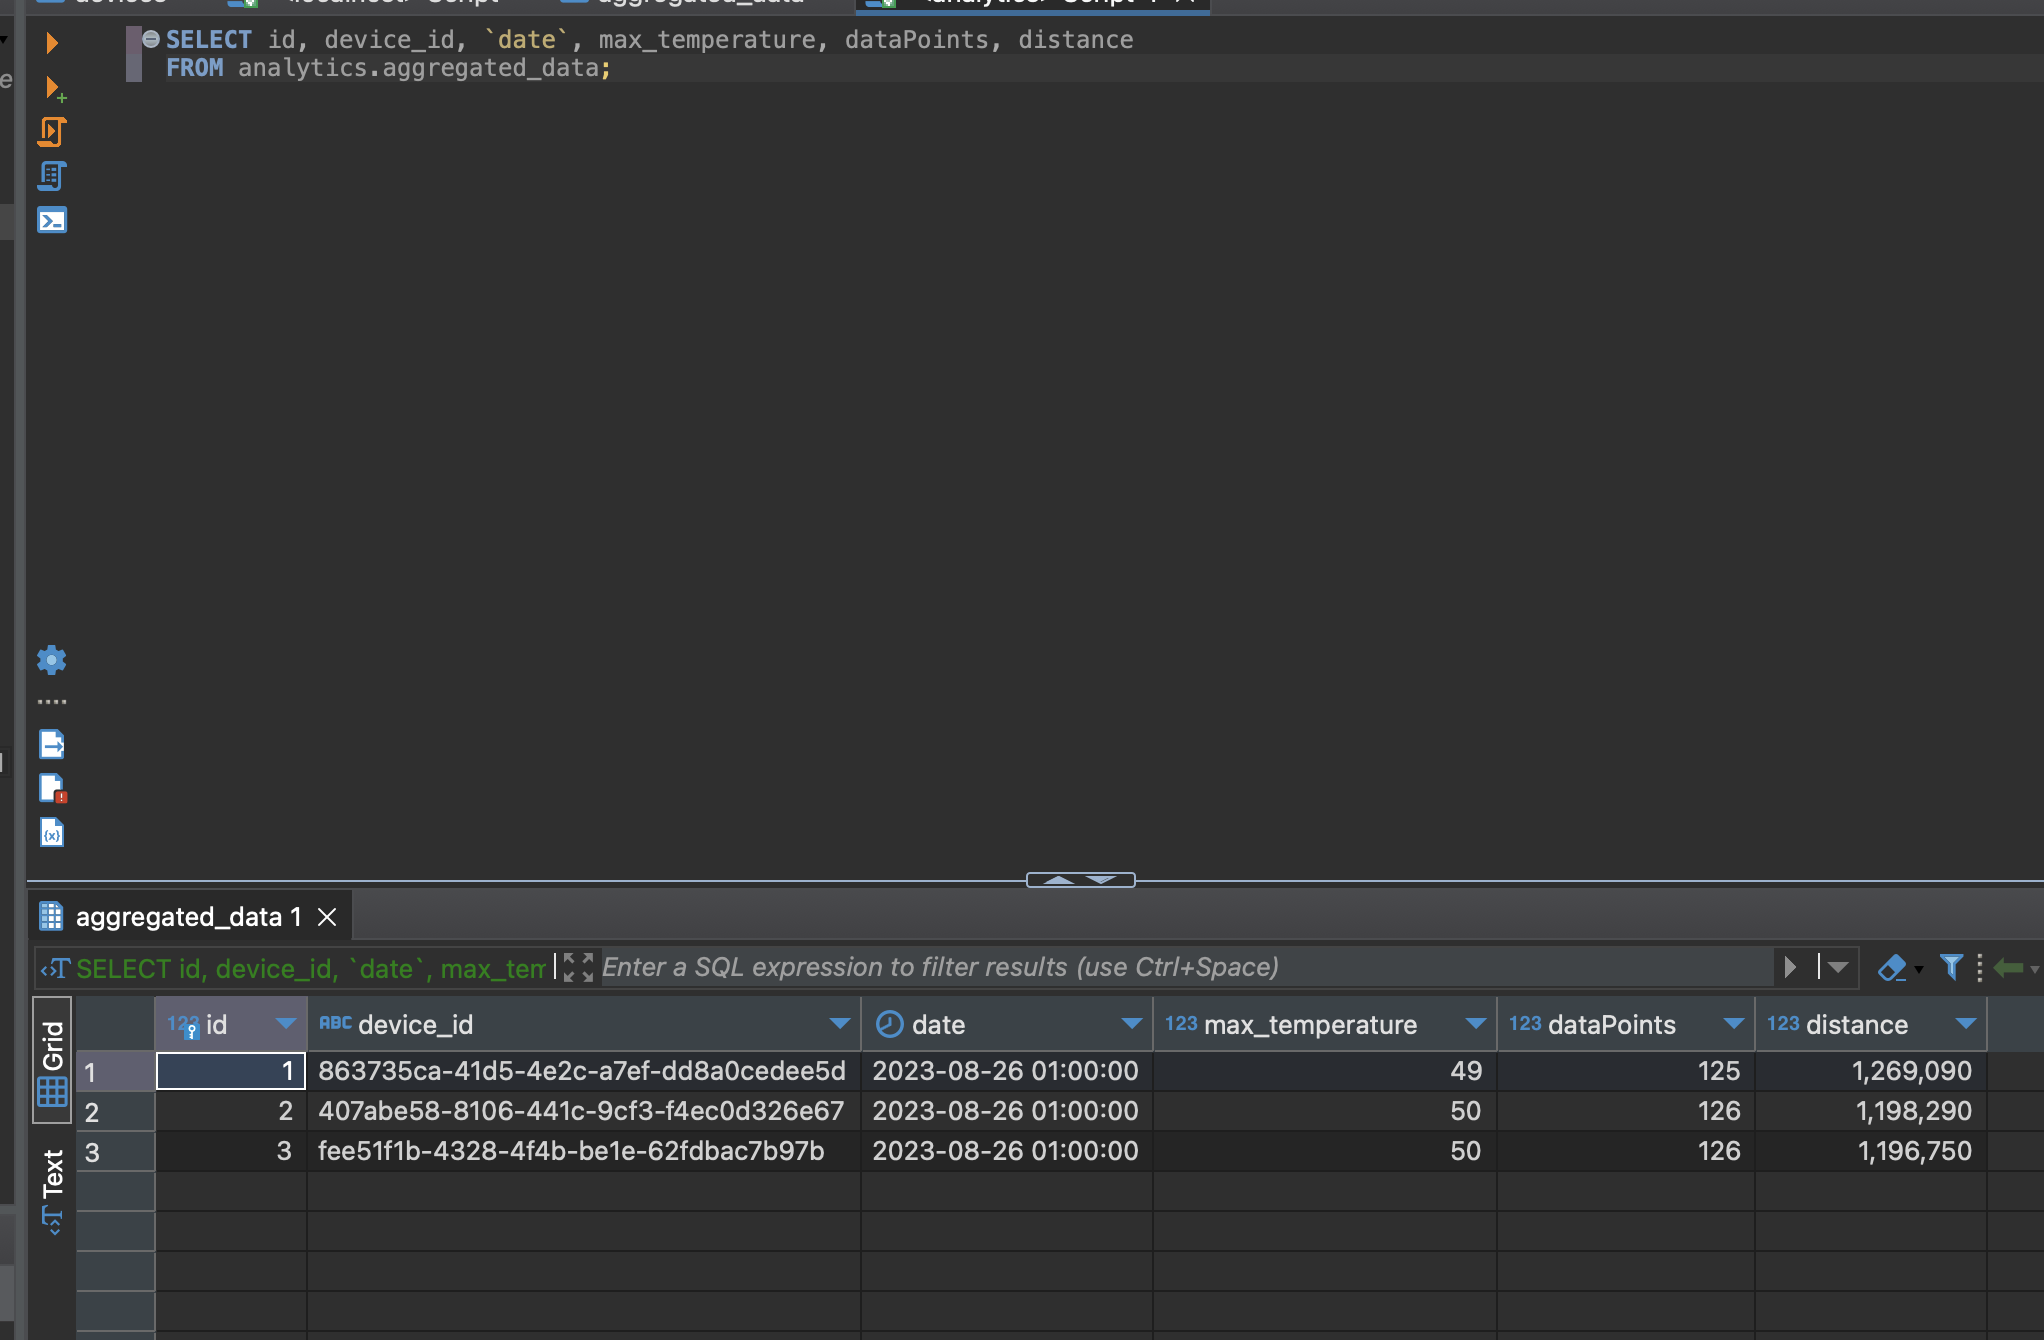 aggregated_data
SELECT id, device_id, `date`, max_temperature, dataPoints, distance
FROM analytics.aggregated_data;
aggregated_data 1
SELECT id, device_id, `date`, max_tem
Enter a SQL expression to filter results (use Ctrl+Space)
Grid
Text
123 id ABC device_id date 123 max_temperature 123 dataPoints 123 distance
1 1 863735ca-41d5-4e2c-a7ef-dd8a0cedee5d 2023-08-26 01:00:00 49 125 1,269,090
2 2 407abe58-8106-441c-9cf3-f4ec0d326e67 2023-08-26 01:00:00 50 126 1,198,290
3 3 fee51f1b-4328-4f4b-be1e-62fdbac7b97b 2023-08-26 01:00:00 50 126 1,196,750